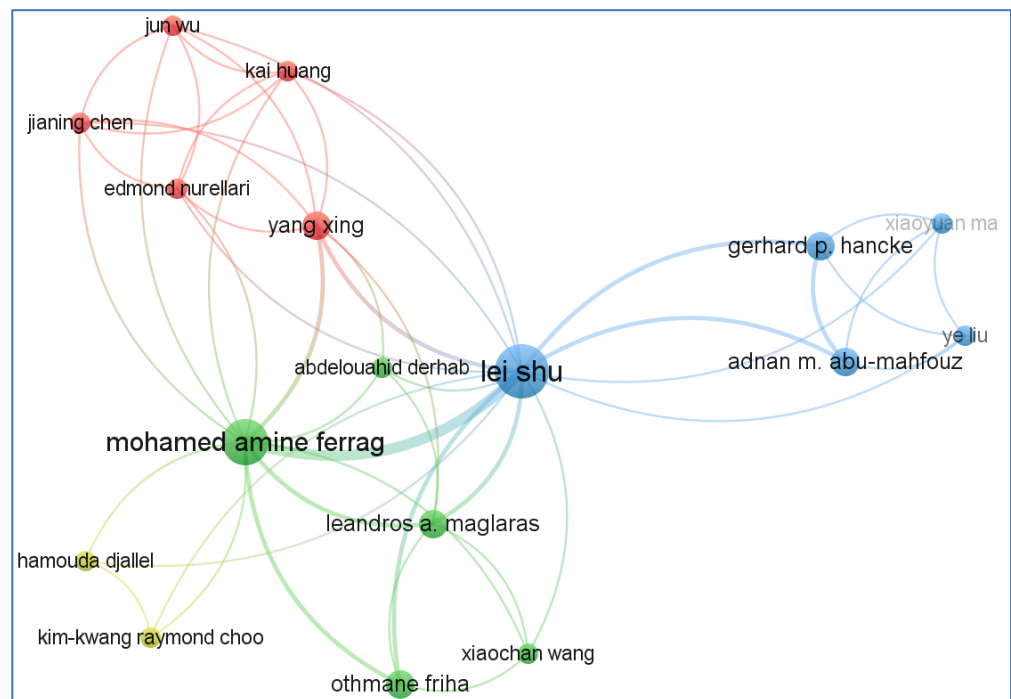 jun wu
kai huang
jianing chen
edmond nurellari
yang xing
xiaoyuan ma
gerhard p. hancke
ye liu
adnan m. abu-mahfouz
abdelouahid derhab
lei shu
mohamed amine ferrag
leandros a. maglaras
hamouda djallel
kim-kwang raymond choo
xiaochan wang
othmane friha